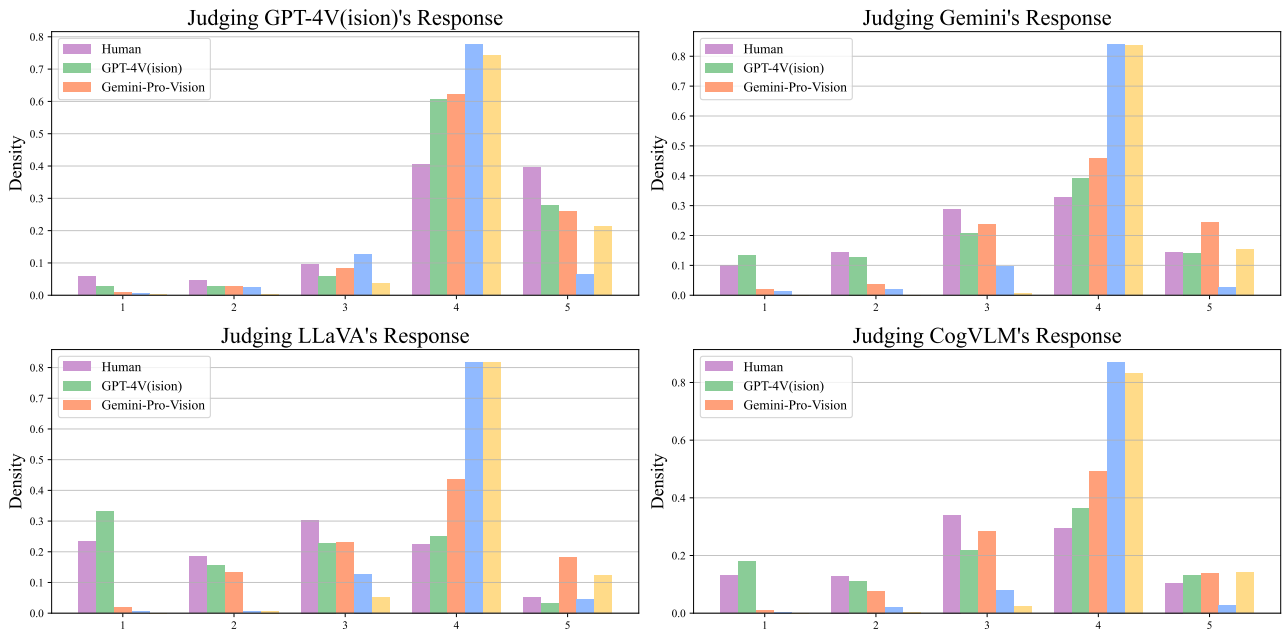 Judging GPT-4V(ision)'s Response
Density
0.8
0.7
0.6
0.5
0.4
0.3
0.2
0.1
0.0
Human
GPT-4V(ision)
Gemini-Pro-Vision
1 2 3 4 5
Judging Gemini's Response
Density
0.8
0.7
0.6
0.5
0.4
0.3
0.2
0.1
0.0
Human
GPT-4V(ision)
Gemini-Pro-Vision
1 2 3 4 5
Judging LLaVA's Response
Density
0.8
0.7
0.6
0.5
0.4
0.3
0.2
0.1
0.0
Human
GPT-4V(ision)
Gemini-Pro-Vision
1 2 3 4 5
Judging CogVLM's Response
Density
0.8
0.6
0.4
0.2
0.0
Human
GPT-4V(ision)
Gemini-Pro-Vision
1 2 3 4 5